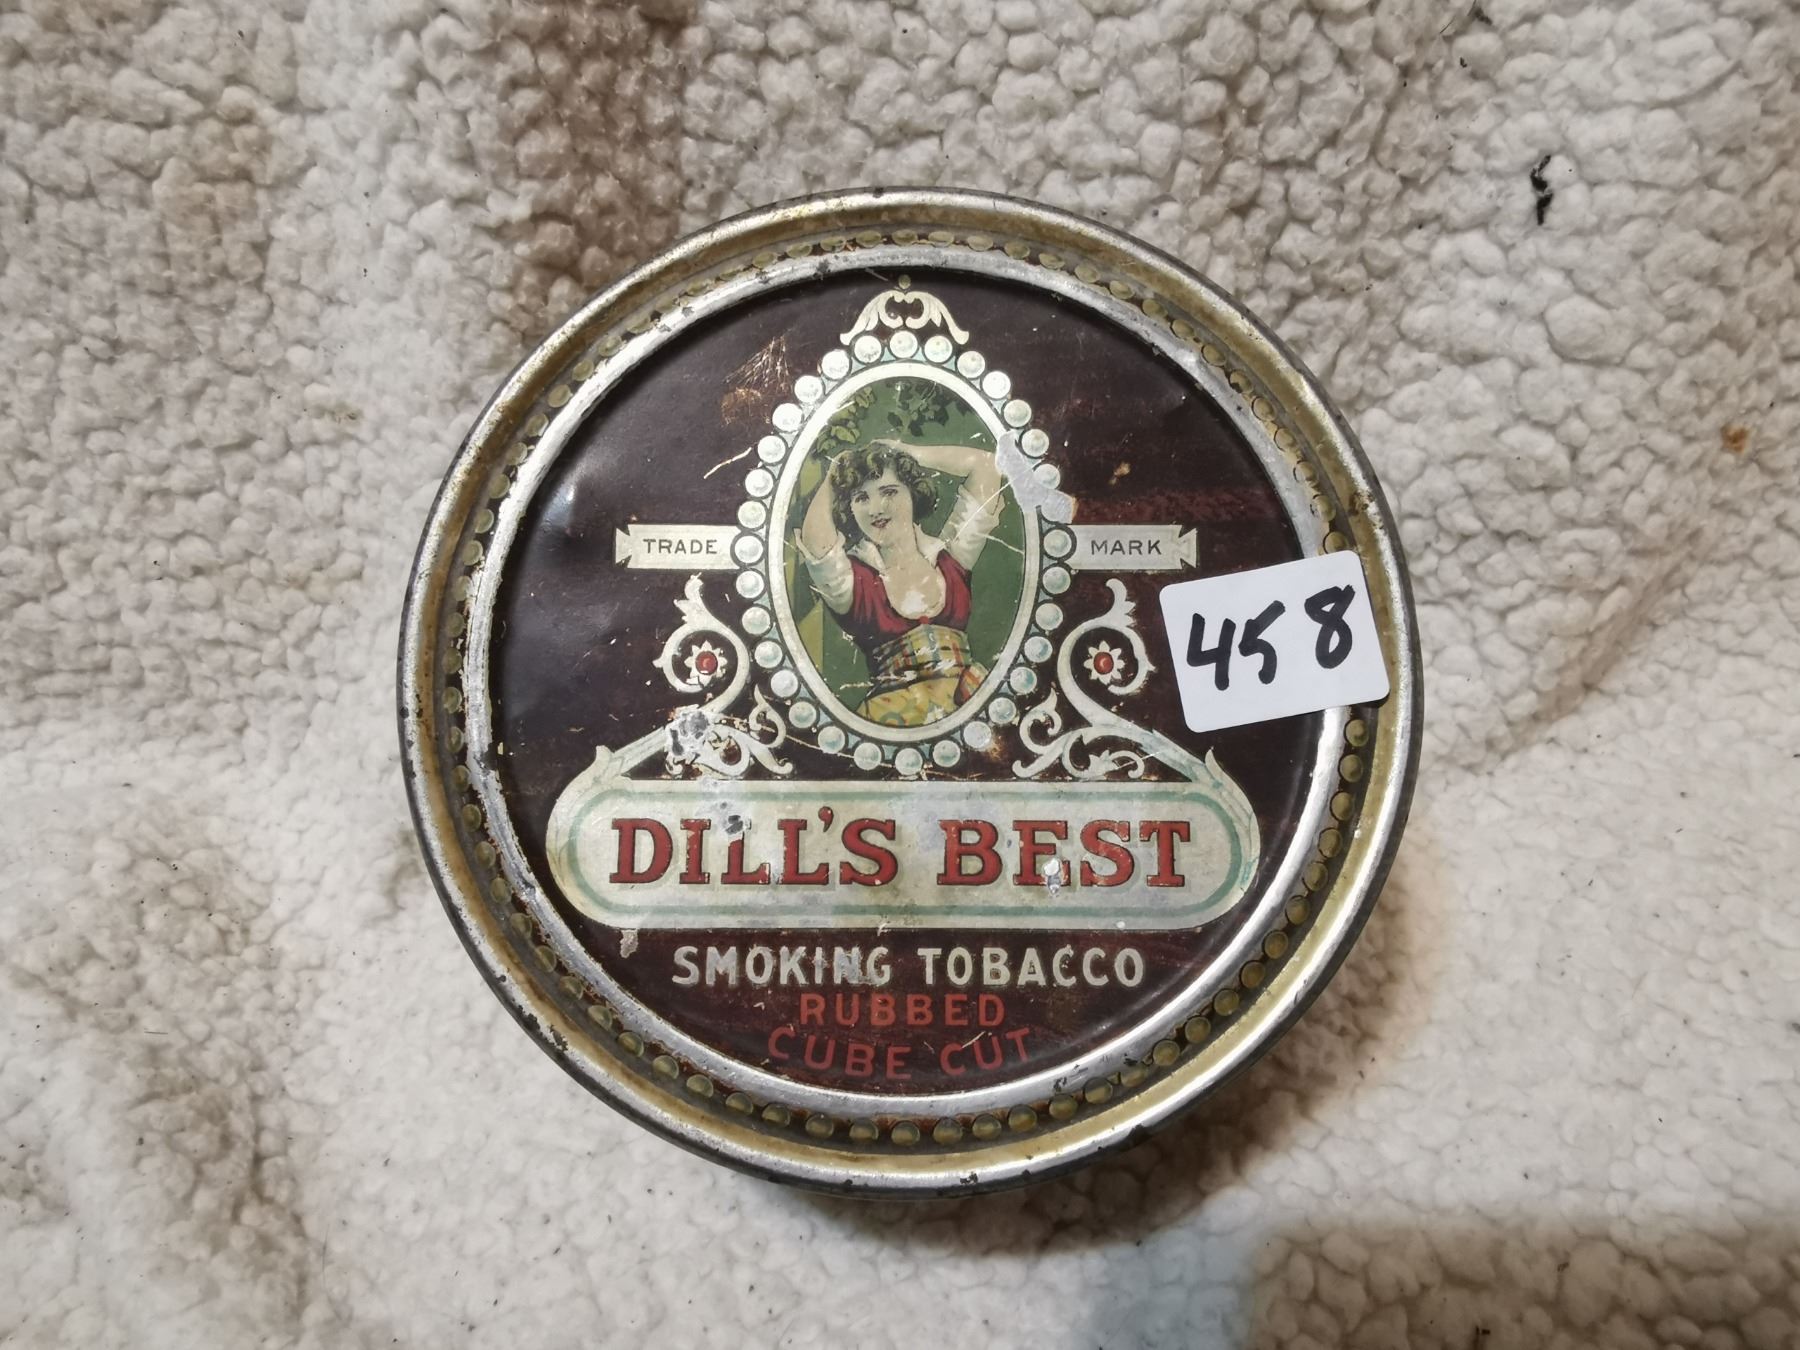 TRADE MARK
458
DILL'S BEST
SMOKING TOBACCO
RUBBED
CUBE CUT